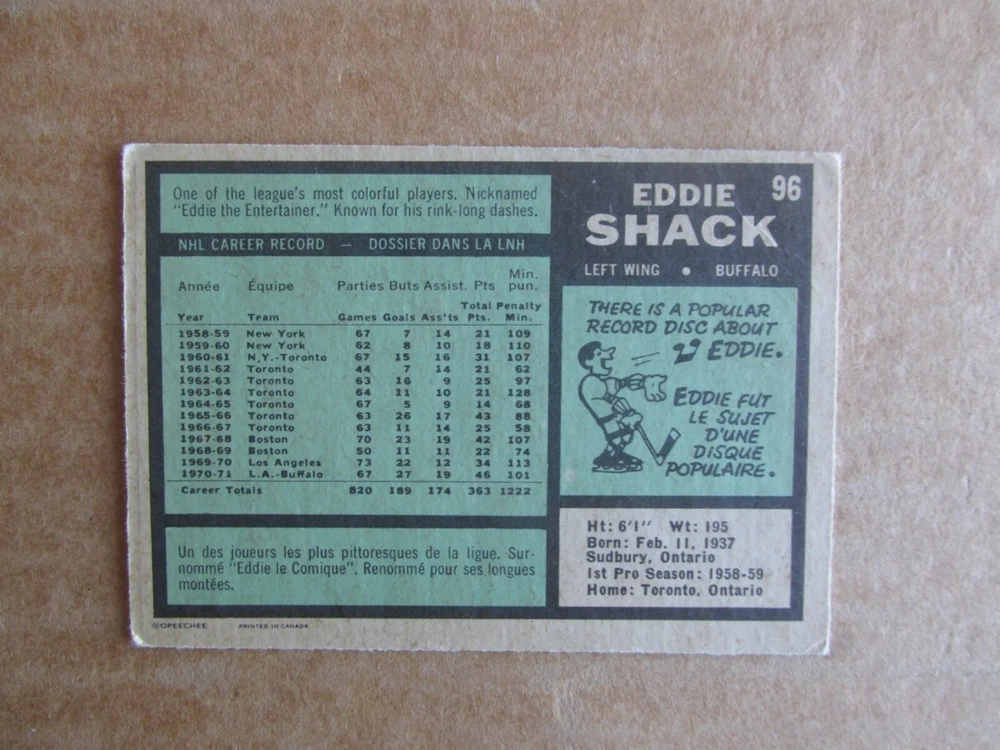 One of the league's most colorful players. Nicknamed
"Eddie the Entertainer." Known for his rink-long dashes.
NHL CAREER RECORD — DOSSIER DANS LA LNH
Année Équipe Parties Buts Assist. Pts Min. pun.
Year Team Games Goals Ass'ts Total Pts. Penalty Min.
1958-59 New York 67 7 14 21 109
1959-60 New York 62 8 10 18 110
1960-61 N.Y.-Toronto 67 15 16 31 107
1961-62 Toronto 44 7 14 21 62
1962-63 Toronto 63 16 9 25 97
1963-64 Toronto 64 11 10 21 128
1964-65 Toronto 67 5 9 14 68
1965-66 Toronto 63 26 17 43 88
1966-67 Toronto 63 11 14 25 58
1967-68 Boston 70 23 19 42 107
1968-69 Boston 50 11 11 22 74
1969-70 Los Angeles 73 22 12 34 113
1970-71 L.A.-Buffalo 67 27 19 46 101
Career Totals 820 189 174 363 1222
Un des joueurs les plus pittoresques de la ligue. Sur-
nommé "Eddie le Comique". Renommé pour ses longues
montées.
©OPEECHEE PRINTED IN CANADA
96
EDDIE
SHACK
LEFT WING • BUFFALO
THERE IS A POPULAR
RECORD DISC ABOUT
EDDIE.
EDDIE FUT
LE SUJET
D'UNE
DISQUE
POPULAIRE.
Ht: 6'1" Wt: 195
Born: Feb. 11, 1937
Sudbury, Ontario
1st Pro Season: 1958-59
Home: Toronto, Ontario